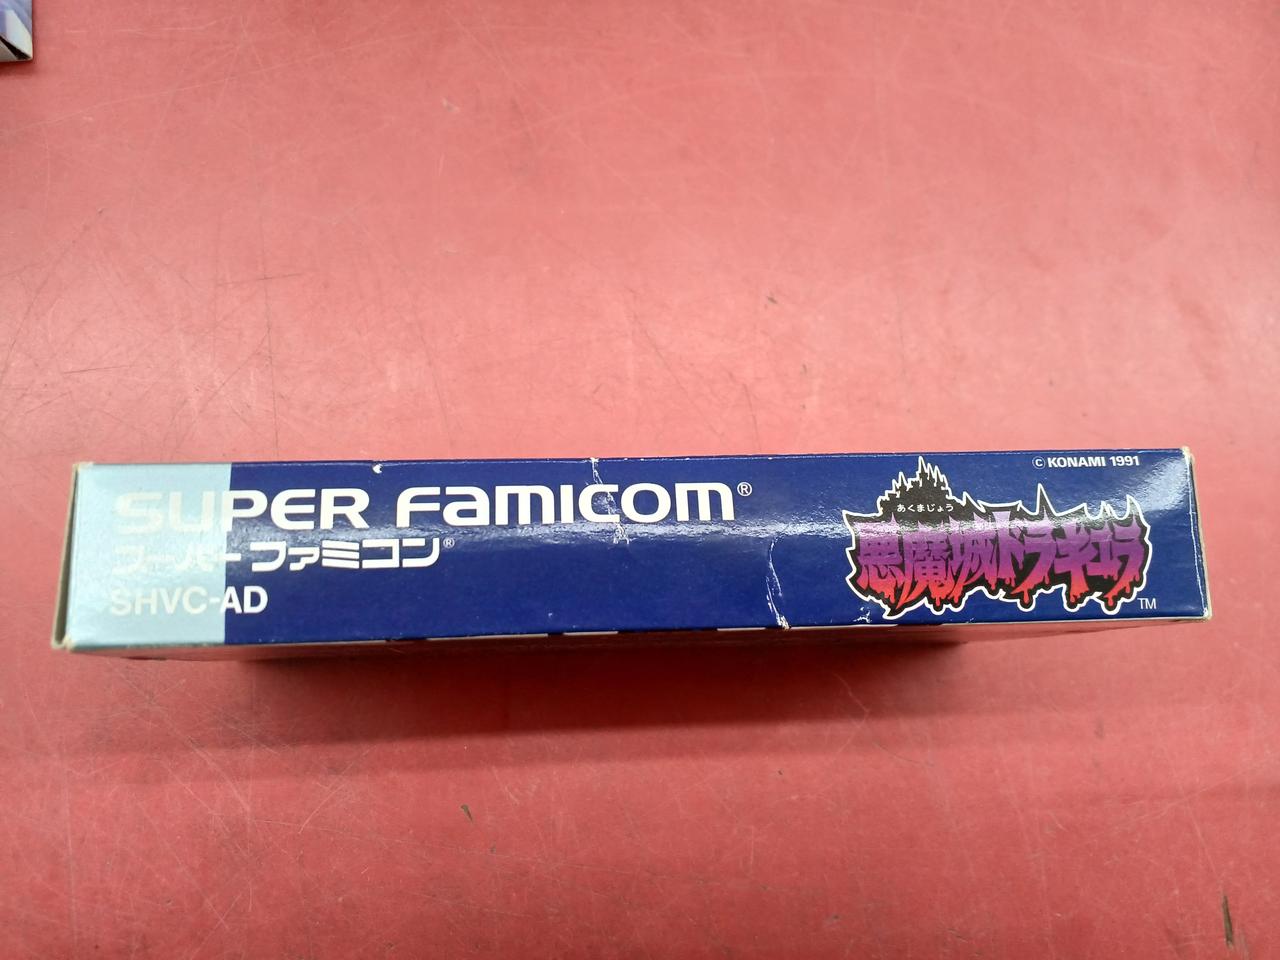 SUPER FAMICOM®
スーパーファミコン®
SHVC-AD
© KONAMI 1991
あくまじょう
悪魔城ドラキュラ
TM